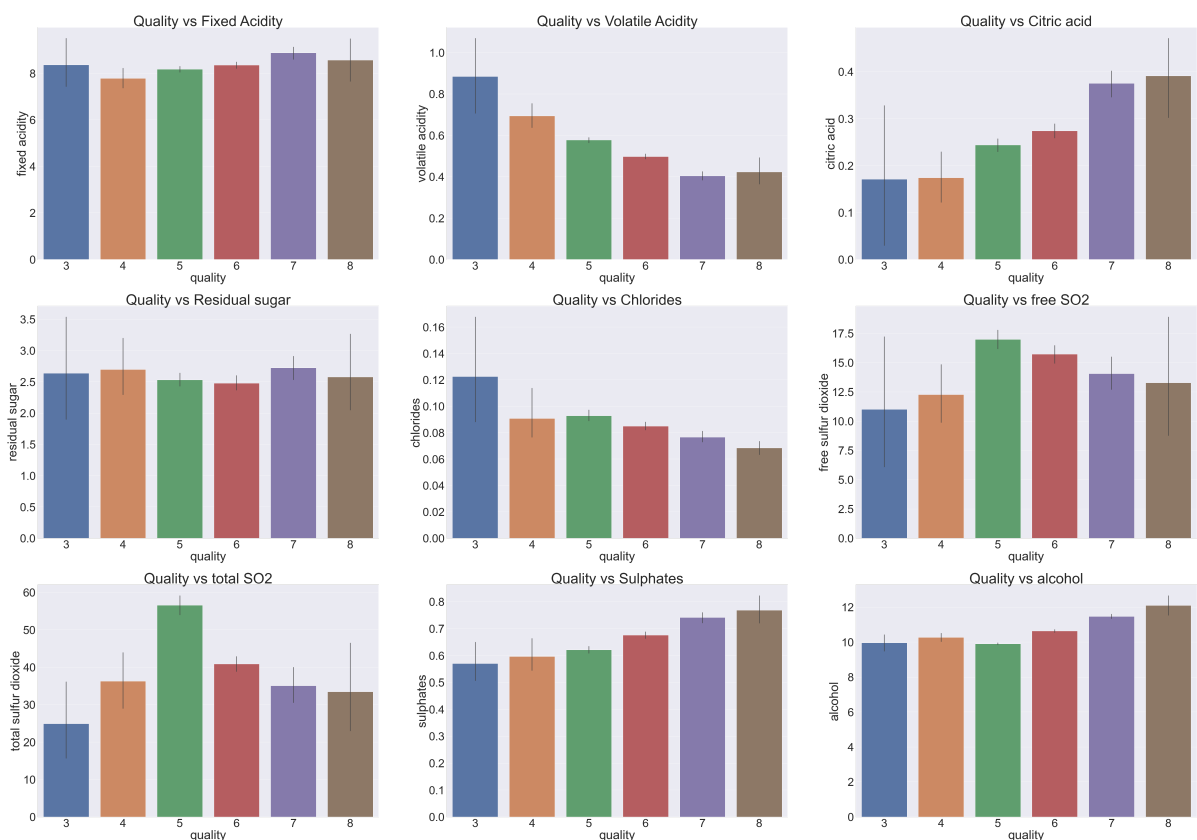 Quality vs Fixed Acidity
fixed acidity
8
6
4
2
0
3 4 5 6 7 8
quality
Quality vs Volatile Acidity
volatile acidity
1.0
0.8
0.6
0.4
0.2
0.0
3 4 5 6 7 8
quality
Quality vs Citric acid
citric acid
0.4
0.3
0.2
0.1
0.0
3 4 5 6 7 8
quality
Quality vs Residual sugar
residual sugar
3.5
3.0
2.5
2.0
1.5
1.0
0.5
0.0
3 4 5 6 7 8
quality
Quality vs Chlorides
chlorides
0.16
0.14
0.12
0.10
0.08
0.06
0.04
0.02
0.00
3 4 5 6 7 8
quality
Quality vs free SO2
free sulfur dioxide
17.5
15.0
12.5
10.0
7.5
5.0
2.5
0.0
3 4 5 6 7 8
quality
Quality vs total SO2
total sulfur dioxide
60
50
40
30
20
10
0
3 4 5 6 7 8
quality
Quality vs Sulphates
sulphates
0.8
0.7
0.6
0.5
0.4
0.3
0.2
0.1
0.0
3 4 5 6 7 8
quality
Quality vs alcohol
alcohol
12
10
8
6
4
2
0
3 4 5 6 7 8
quality